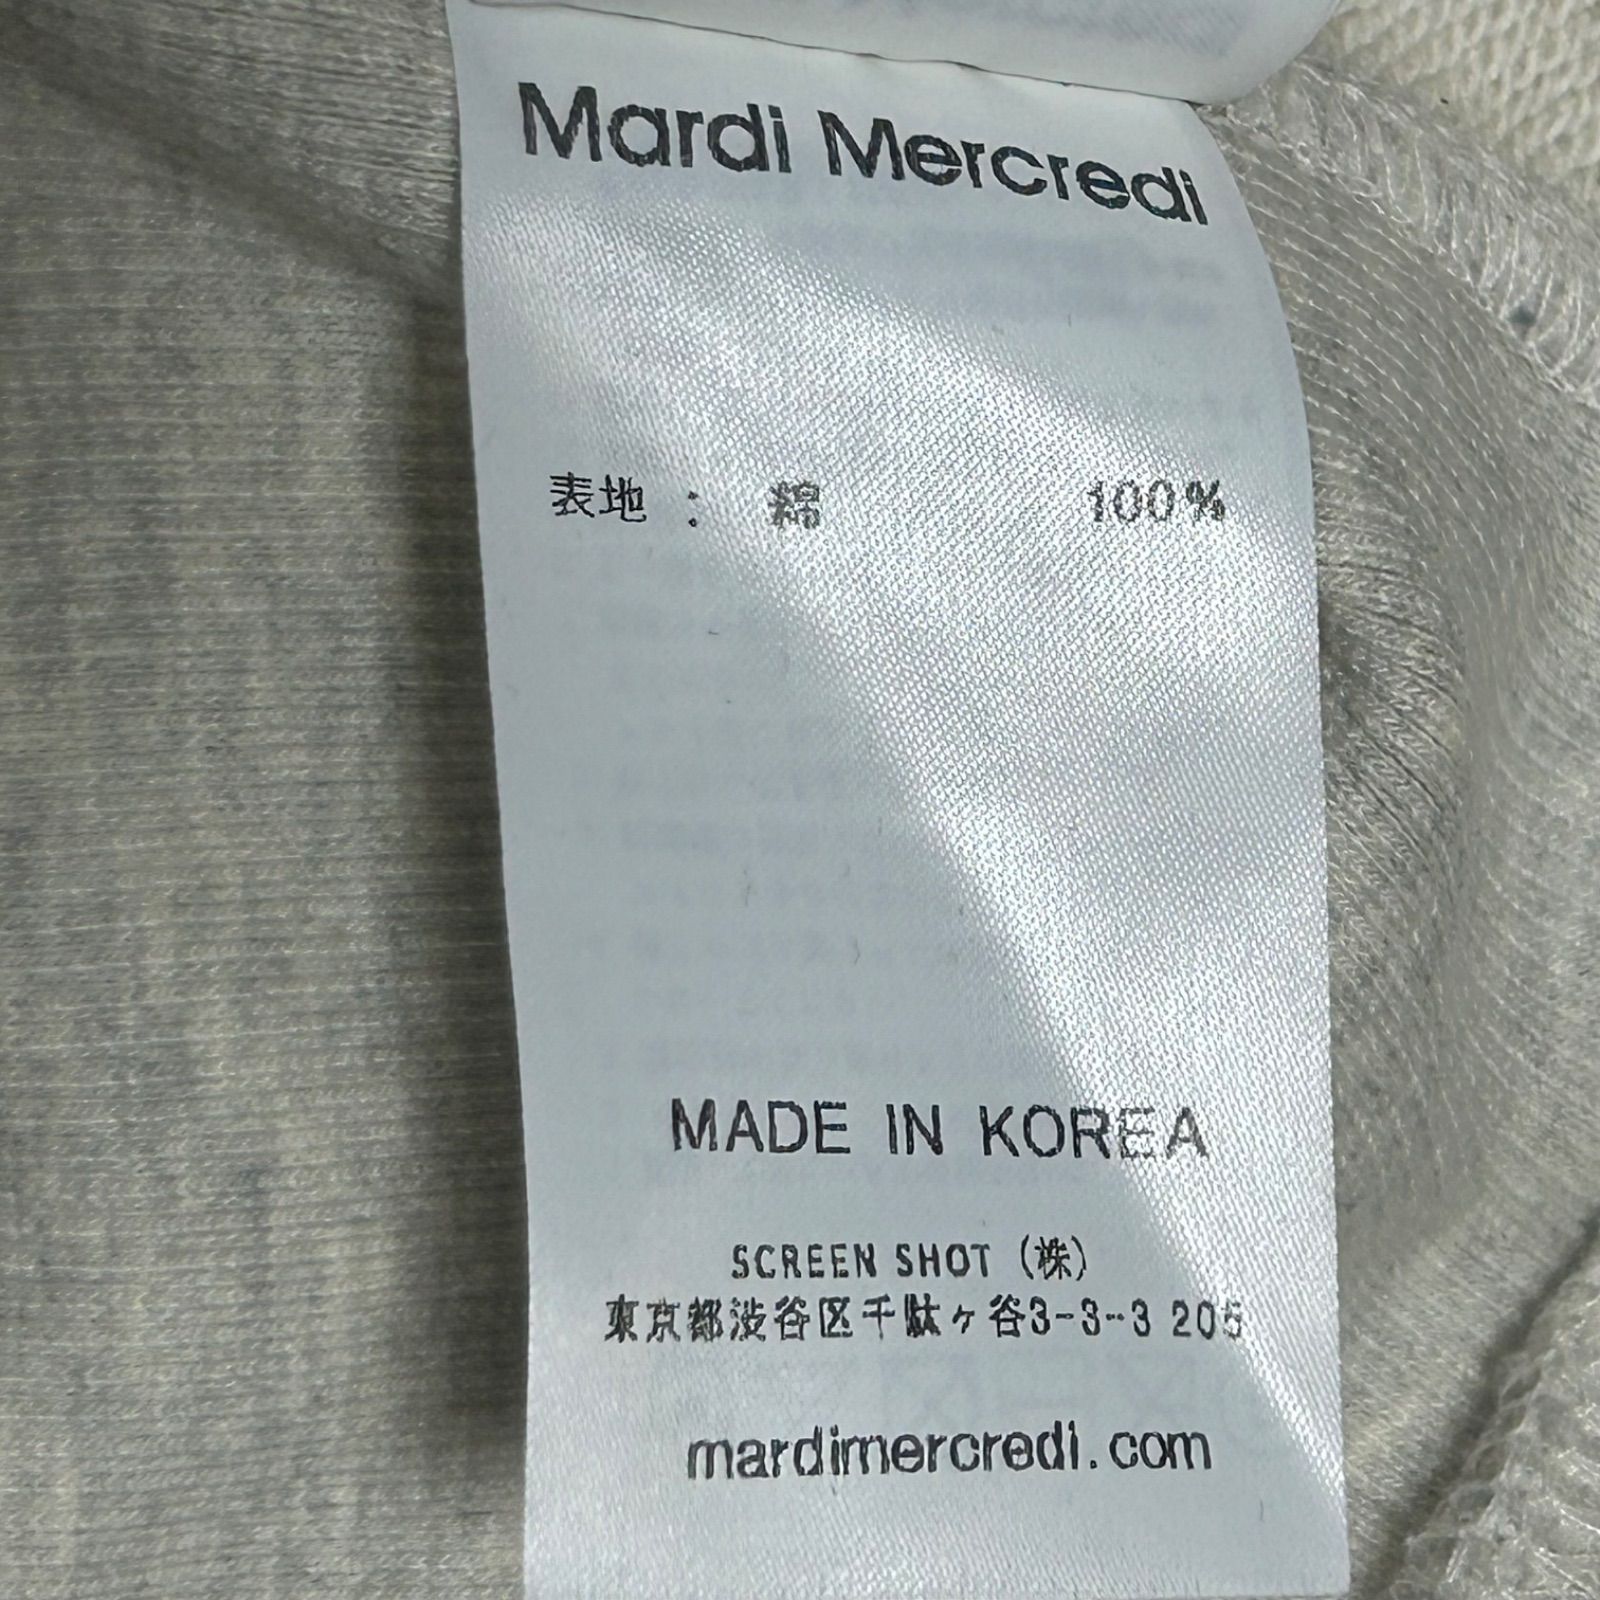 Mardi Mercredi
表地 : 綿 100%
MADE IN KOREA
SCREEN SHOT (株)
東京都渋谷区千駄ヶ谷3-3-3 205
mardimercredi.com